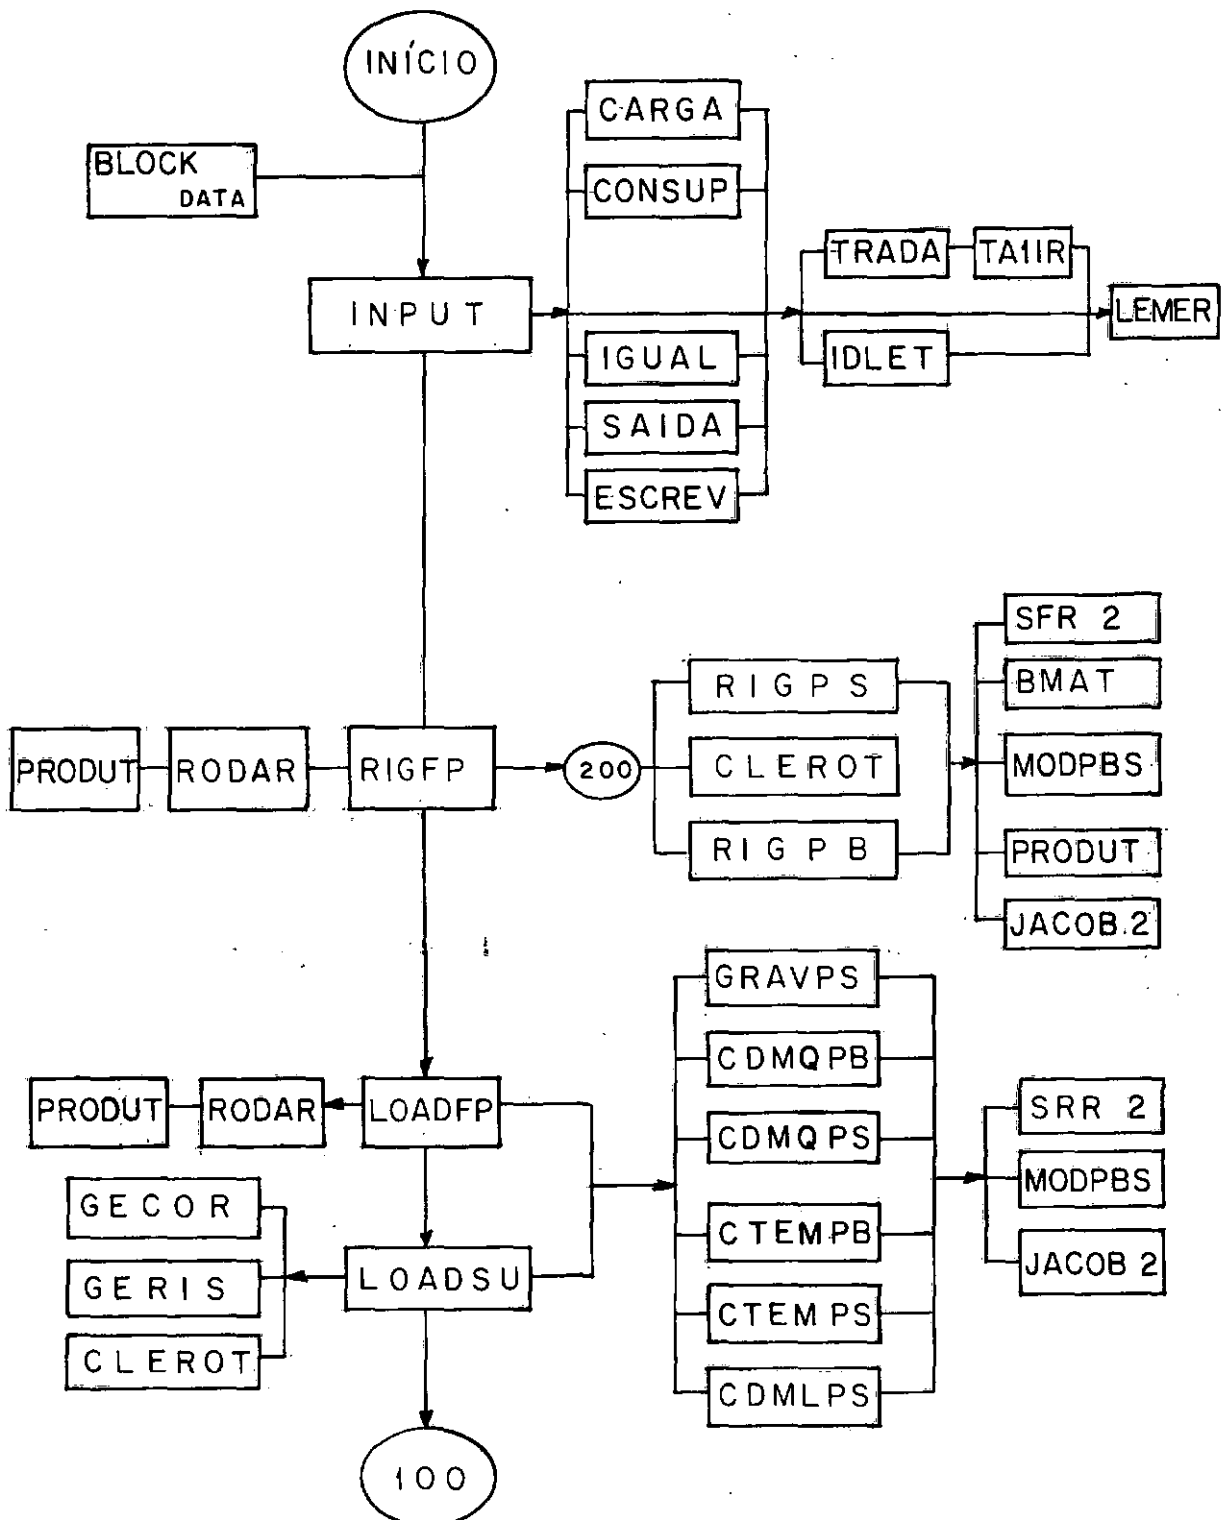 INÍCIO
BLOCK
DATA
INPUT
CARGA
CONSUP
IGUAL
SAIDA
ESCREV
TRADA
TA1IR
IDLET
LEMER
PRODUT
RODAR
RIGFP
200
RIGPS
CLEROT
RIGPB
SFR 2
BMAT
MODPBS
PRODUT
JACOB.2
PRODUT
RODAR
LOADFP
GECOR
GERIS
CLEROT
LOADSU
GRAVPS
CDMQPB
CDMQPS
CTEMPB
CTEMPS
CDMLPS
SRR 2
MODPBS
JACOB 2
100